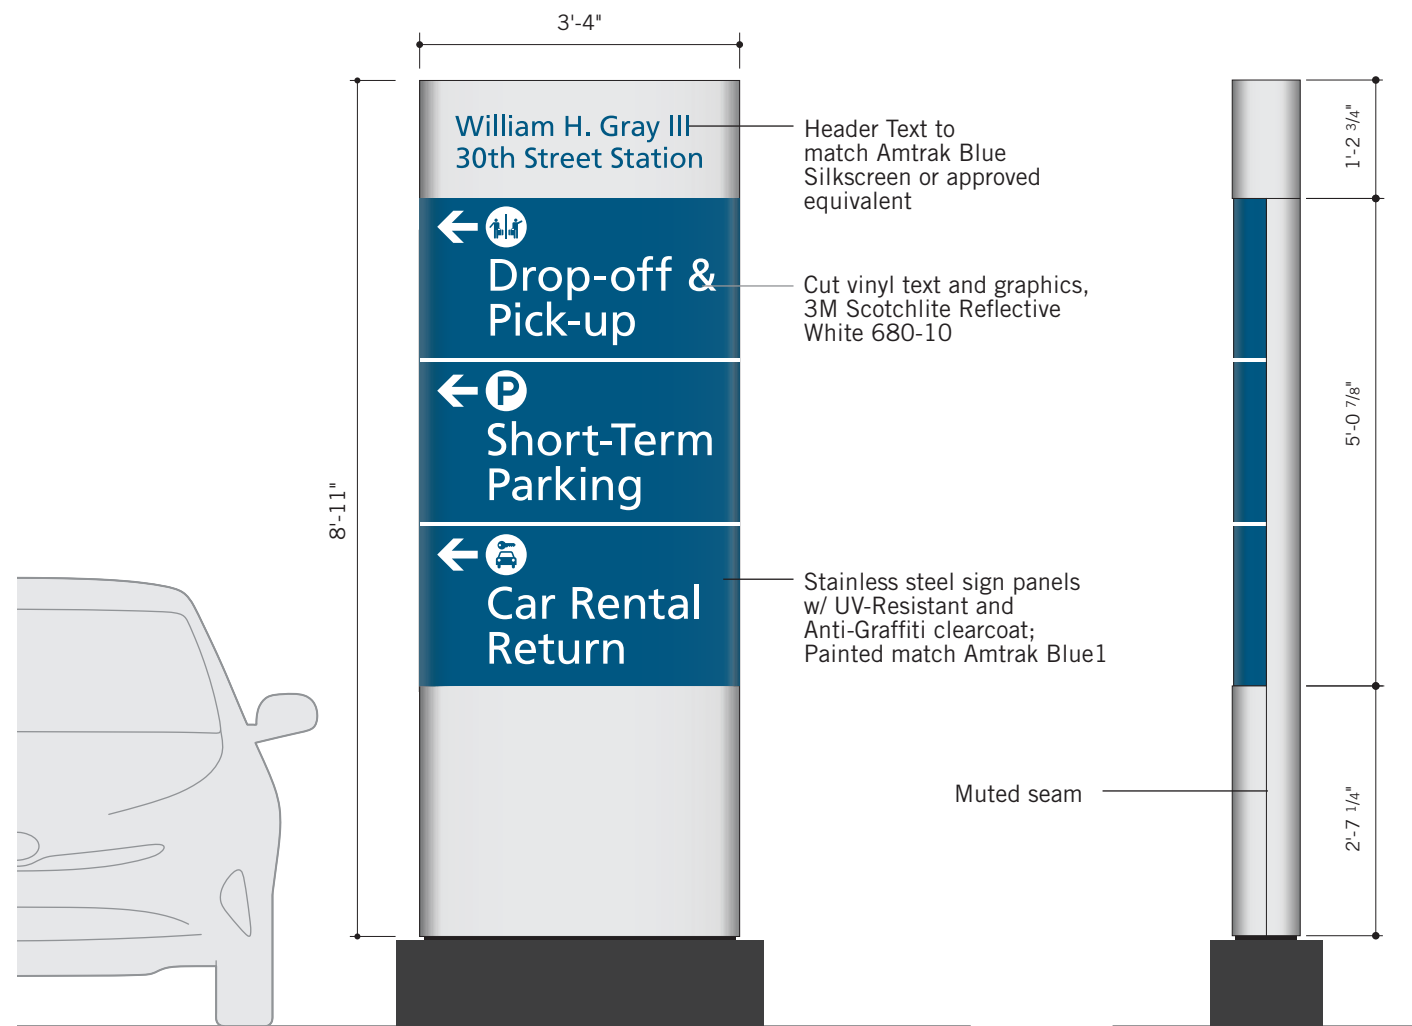 3'-4"
William H. Gray III
30th Street Station
Header Text to
match Amtrak Blue
Silkscreen or approved
equivalent
1'-2 3/4"
Drop-off &
Pick-up
Cut vinyl text and graphics,
3M Scotchlite Reflective
White 680-10
P
Short-Term
Parking
5'-0 7/8"
8'-11"
Car Rental
Return
Stainless steel sign panels
w/ UV-Resistant and
Anti-Graffiti clearcoat;
Painted match Amtrak Blue1
Muted seam
2'-7 1/4"